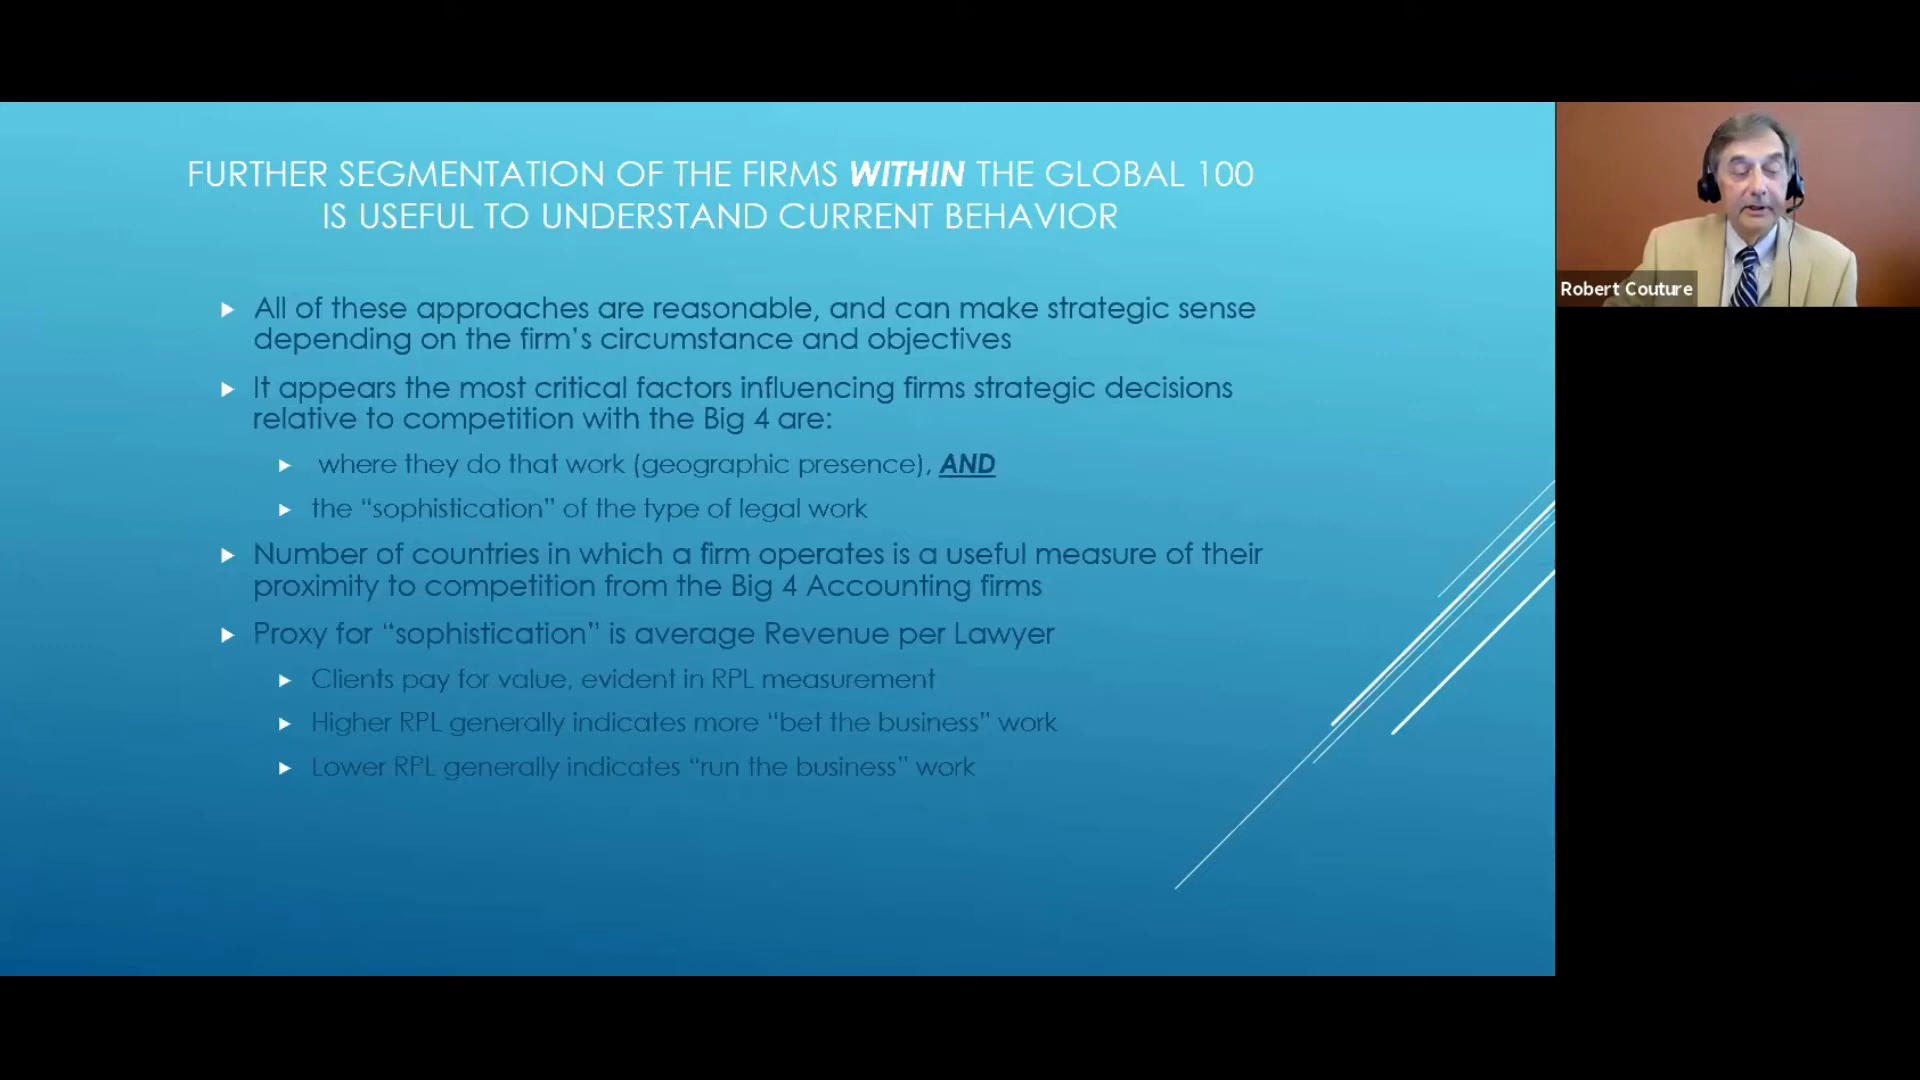 FURTHER SEGMENTATION OF THE FIRMS WITHIN THE GLOBAL 100
IS USEFUL TO UNDERSTAND CURRENT BEHAVIOR
All of these approaches are reasonable, and can make strategic sense
depending on the firm's circumstance and objectives
It appears the most critical factors influencing firms strategic decisions
relative to competition with the Big 4 are:
where they do that work (geographic presence), AND
the “sophistication” of the type of legal work
Number of countries in which a firm operates is a useful measure of their
proximity to competition from the Big 4 Accounting firms
Proxy for “sophistication” is average Revenue per Lawyer
Clients pay for value, evident in RPL measurement
Higher RPL generally indicates more “bet the business” work
Lower RPL generally indicates “run the business” work
Robert Couture